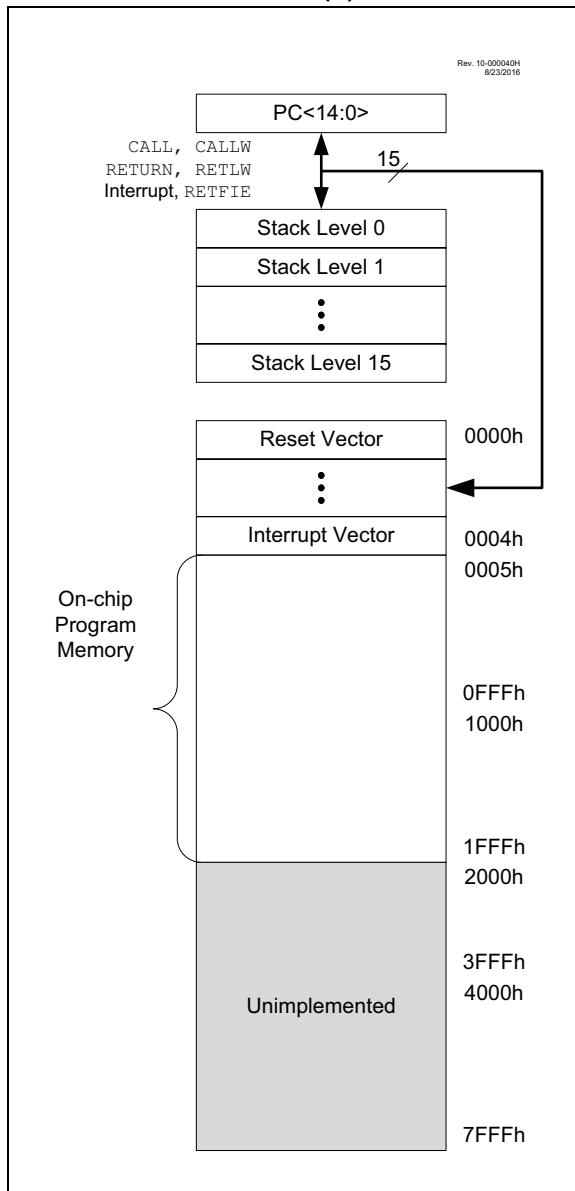 Rev. 10-000040H
8/23/2016
PC<14:0>
CALL, CALLW
RETURN, RETLW
Interrupt, RETFIE
15
Stack Level 0
Stack Level 1
Stack Level 15
Reset Vector
0000h
Interrupt Vector
0004h
0005h
On-chip
Program
Memory
0FFFh
1000h
1FFFh
2000h
3FFFh
4000h
Unimplemented
7FFFh